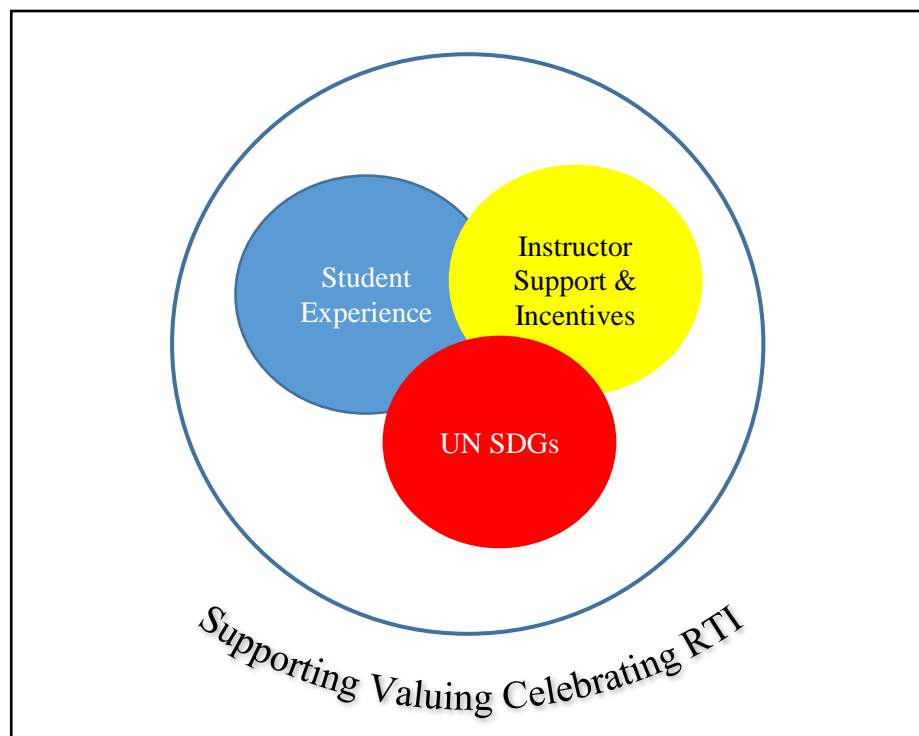 Student
Experience
Instructor
Support &
Incentives
UN SDGs
Supporting Valuing Celebrating RTI